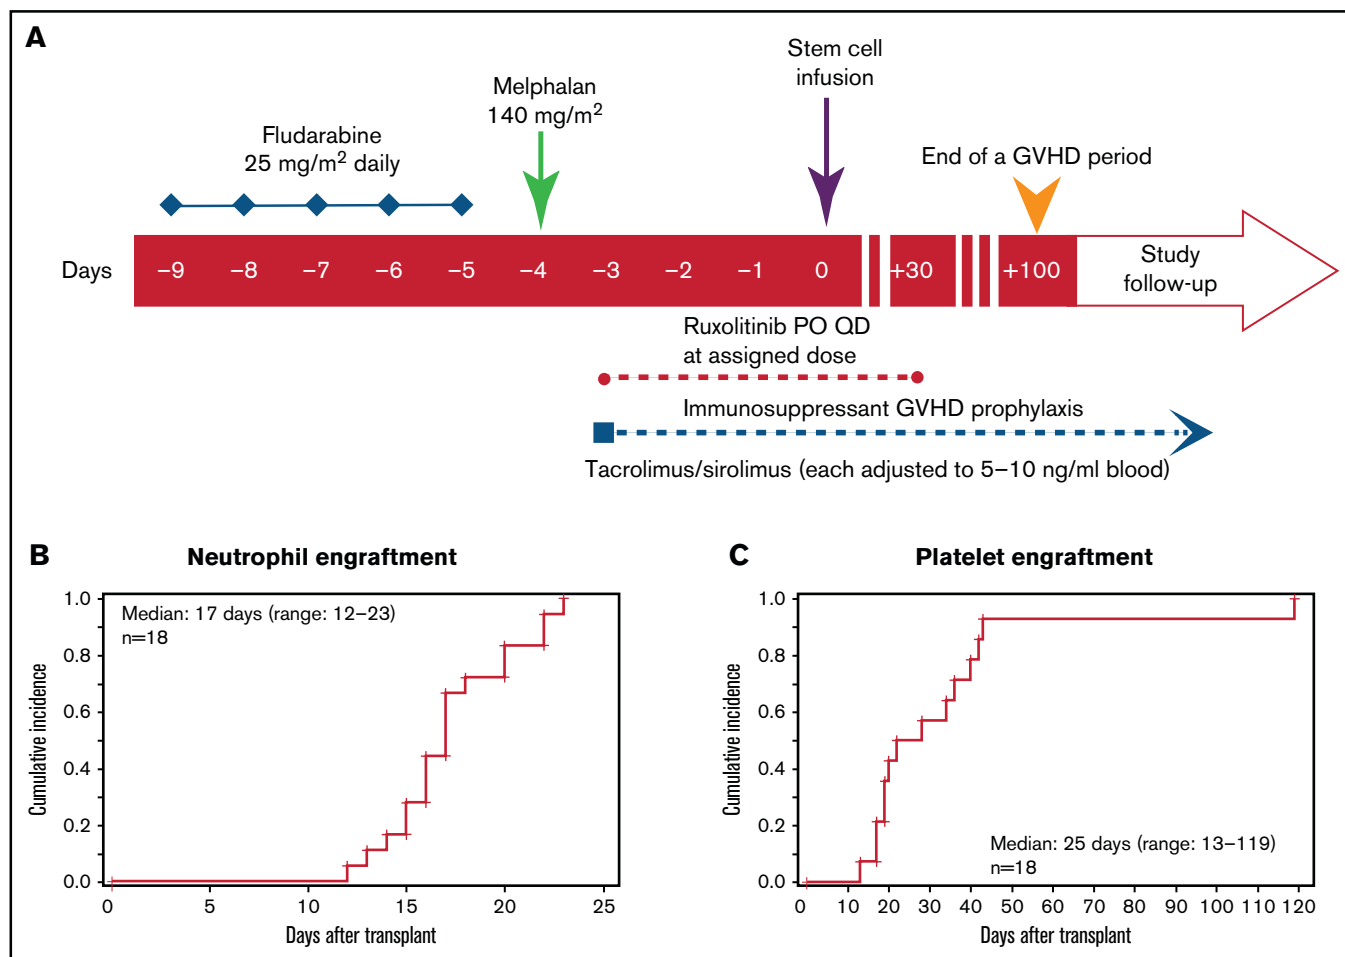 A
Stem cell
infusion
Melphalan
140 mg/m²
Fludarabine
25 mg/m² daily
End of a GVHD period
Days −9 −8 −7 −6 −5 −4 −3 −2 −1 0 +30 +100
Study
follow-up
Ruxolitinib PO QD
at assigned dose
Immunosuppressant GVHD prophylaxis
Tacrolimus/sirolimus (each adjusted to 5–10 ng/ml blood)
B Neutrophil engraftment
Median: 17 days (range: 12–23)
n=18
Cumulative incidence
1.0
0.8
0.6
0.4
0.2
0.0
0 5 10 15 20 25
Days after transplant
C Platelet engraftment
Cumulative incidence
1.0
0.8
0.6
0.4
0.2
0.0
Median: 25 days (range: 13–119)
n=18
0 10 20 30 40 50 60 70 80 90 100 110 120
Days after transplant